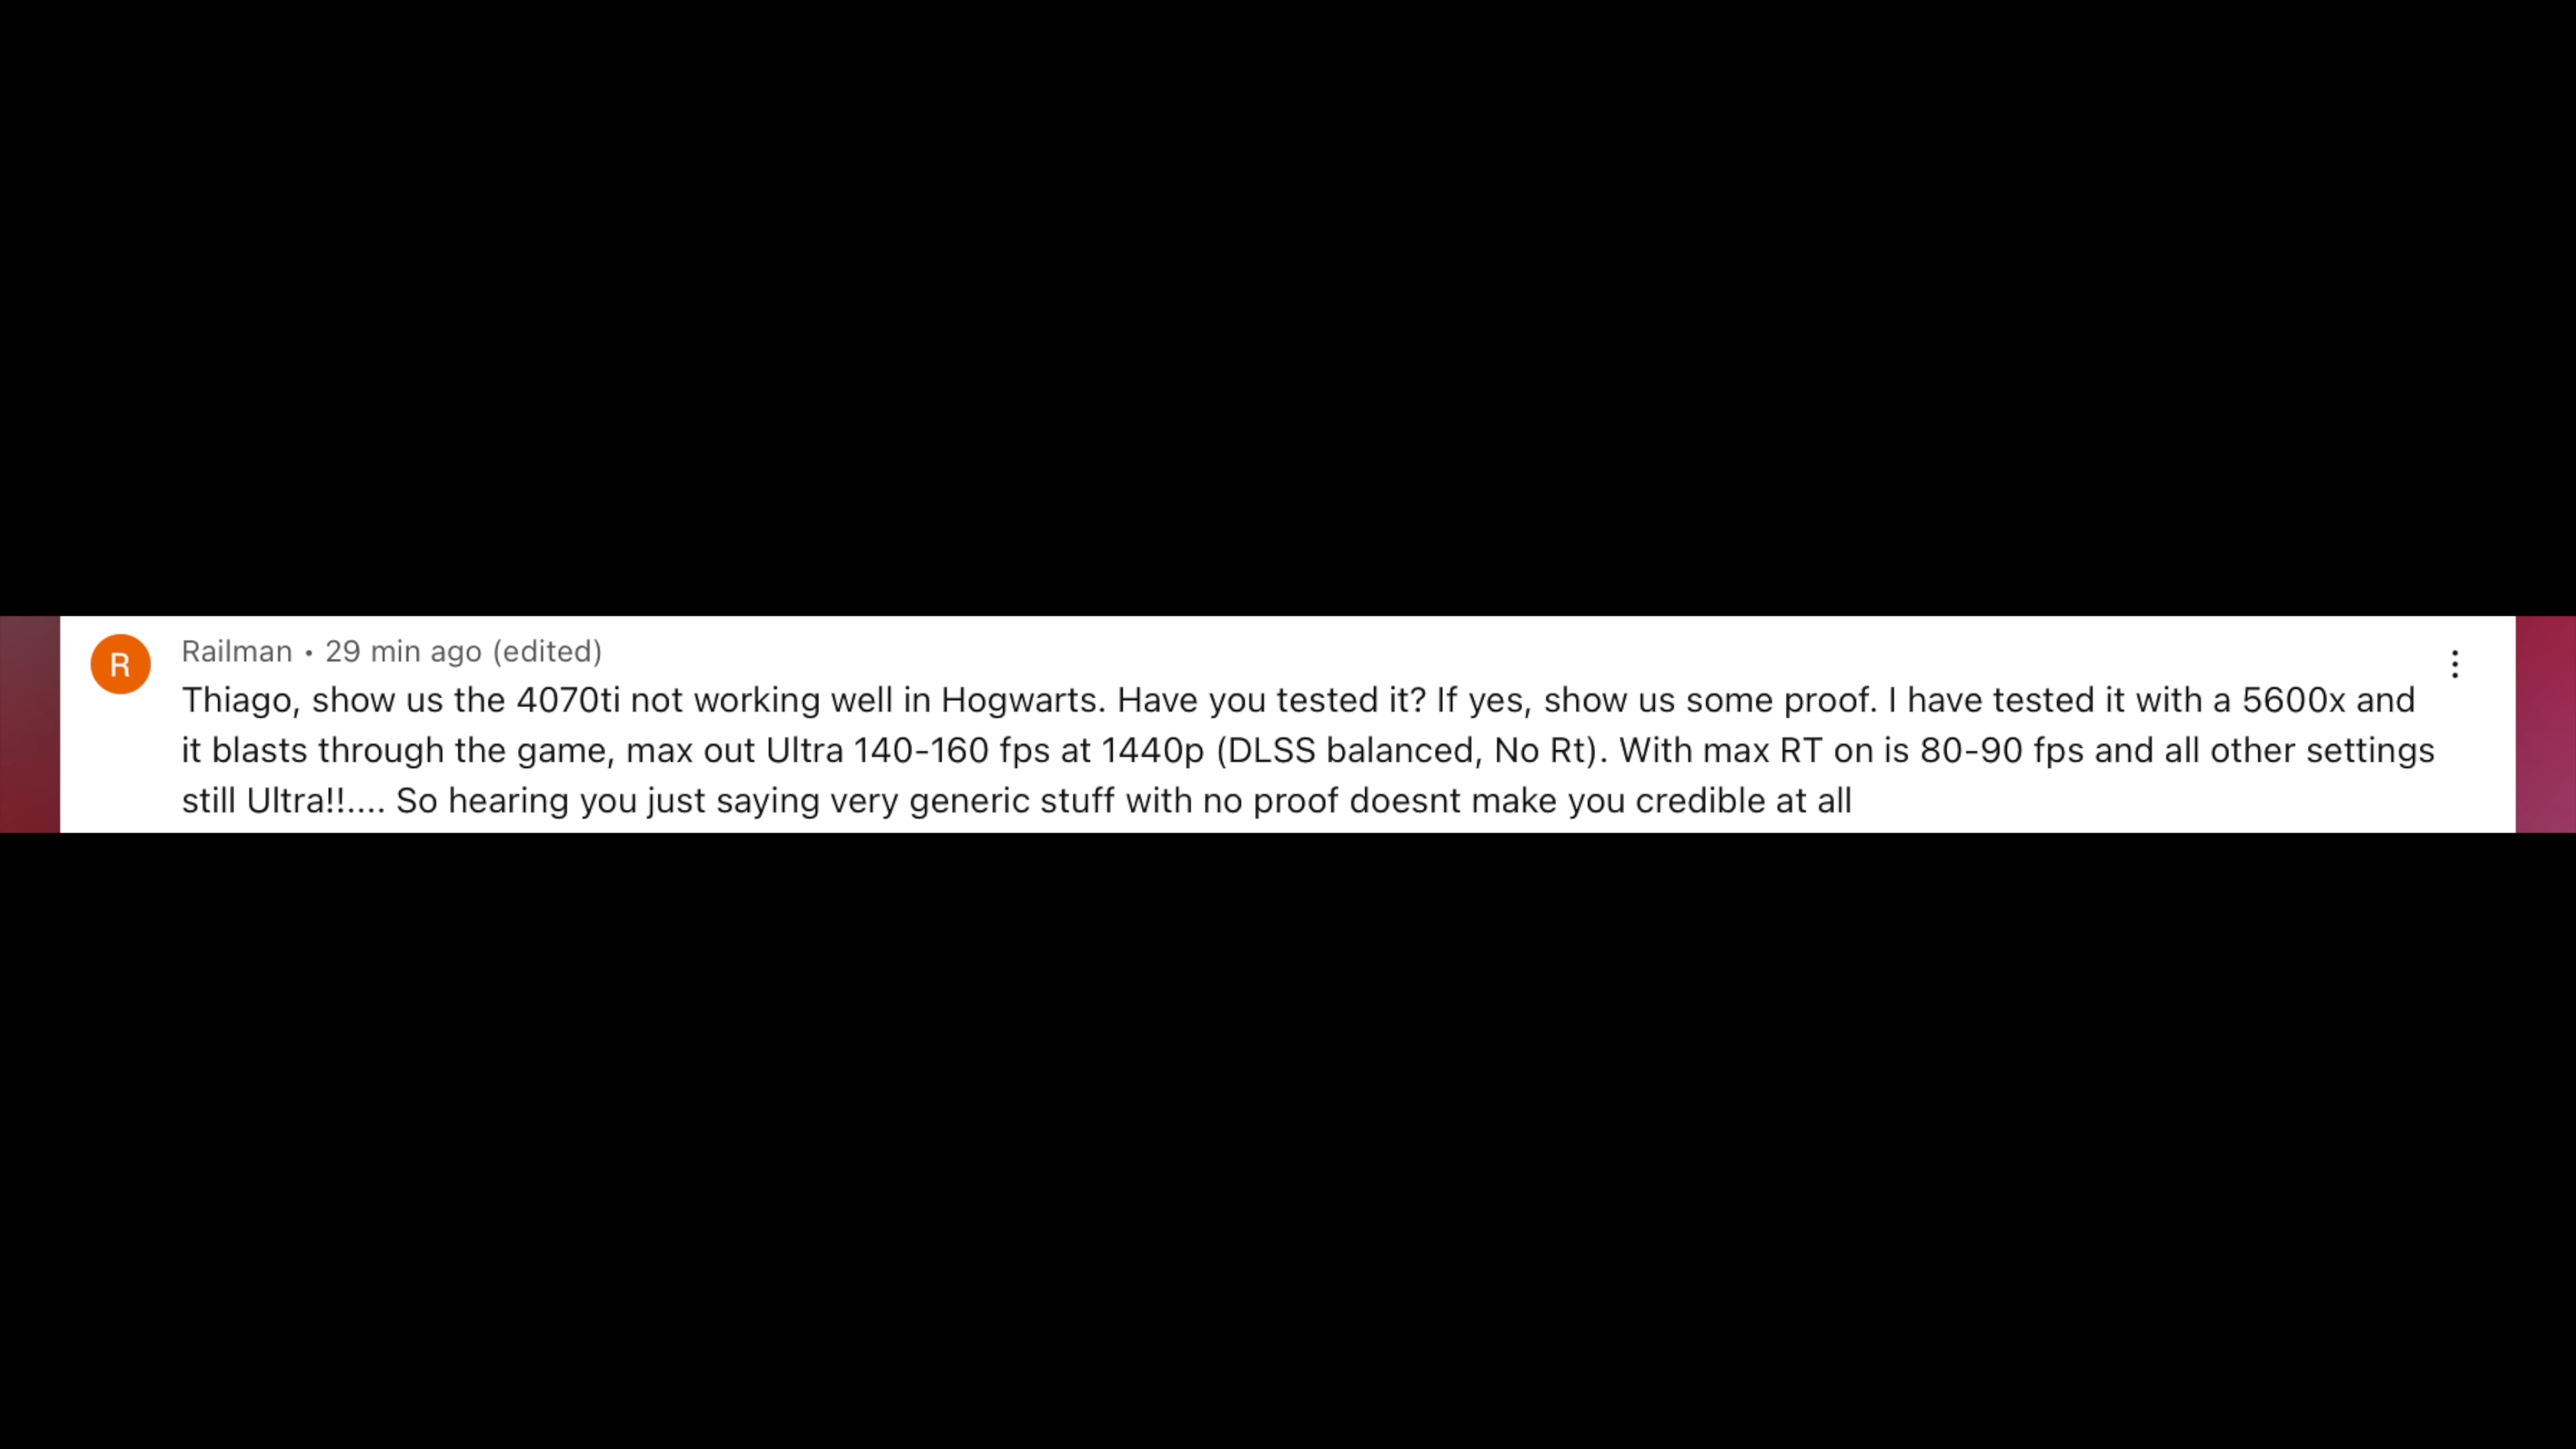 R
Railman • 29 min ago (edited)
Thiago, show us the 4070ti not working well in Hogwarts. Have you tested it? If yes, show us some proof. I have tested it with a 5600x and
it blasts through the game, max out Ultra 140-160 fps at 1440p (DLSS balanced, No Rt). With max RT on is 80-90 fps and all other settings
still Ultra!!.... So hearing you just saying very generic stuff with no proof doesnt make you credible at all